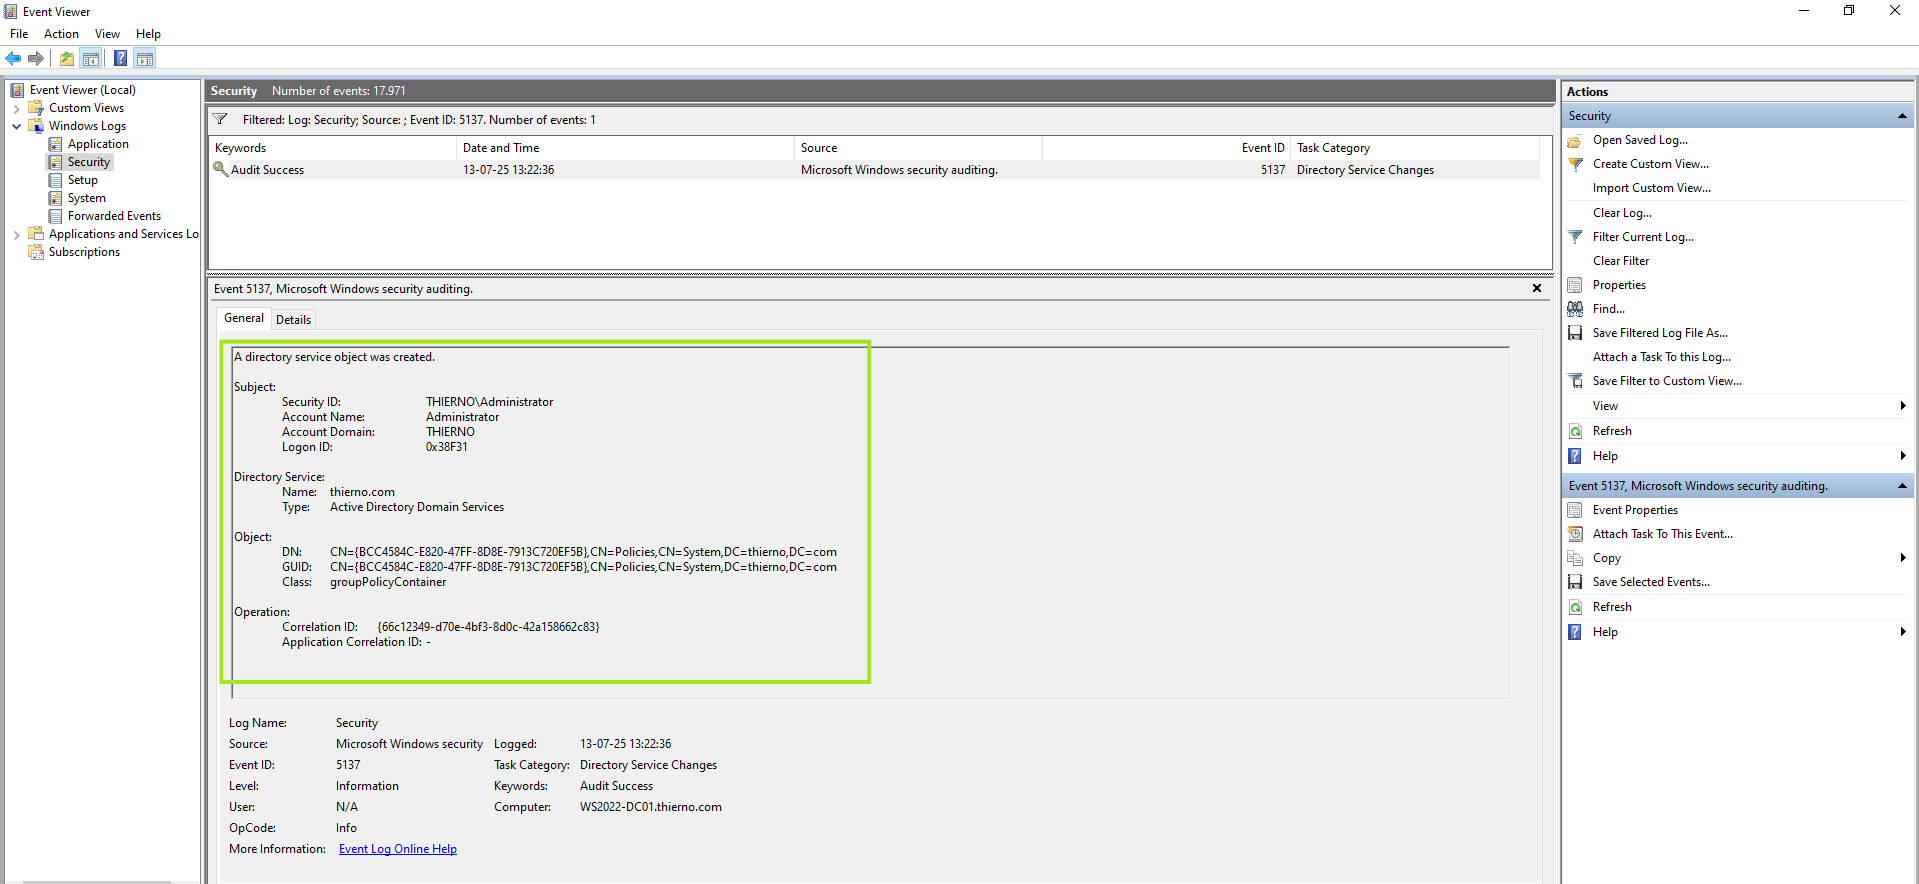 Event Viewer
File Action View Help
Event Viewer (Local)
Custom Views
Windows Logs
Application
Security
Setup
System
Forwarded Events
Applications and Services Lo
Subscriptions
Security Number of events: 17.971
Filtered: Log: Security; Source: ; Event ID: 5137. Number of events: 1
Keywords Date and Time Source Event ID Task Category
Audit Success 13-07-25 13:22:36 Microsoft Windows security auditing. 5137 Directory Service Changes
Event 5137, Microsoft Windows security auditing.
General Details
A directory service object was created.
Subject:
Security ID: THIERNO\Administrator
Account Name: Administrator
Account Domain: THIERNO
Logon ID: 0x38F31
Directory Service:
Name: thierno.com
Type: Active Directory Domain Services
Object:
DN: CN={BCC4584C-E820-47FF-8D8E-7913C720EF5B},CN=Policies,CN=System,DC=thierno,DC=com
GUID: CN={BCC4584C-E820-47FF-8D8E-7913C720EF5B},CN=Policies,CN=System,DC=thierno,DC=com
Class: groupPolicyContainer
Operation:
Correlation ID: {66c12349-d70e-4bf3-8d0c-42a158662c83}
Application Correlation ID: -
Log Name: Security
Source: Microsoft Windows security Logged: 13-07-25 13:22:36
Event ID: 5137 Task Category: Directory Service Changes
Level: Information Keywords: Audit Success
User: N/A Computer: WS2022-DC01.thierno.com
OpCode: Info
More Information: Event Log Online Help
Actions
Security
Open Saved Log...
Create Custom View...
Import Custom View...
Clear Log...
Filter Current Log...
Clear Filter
Properties
Find...
Save Filtered Log File As...
Attach a Task To this Log...
Save Filter to Custom View...
View
Refresh
Help
Event 5137, Microsoft Windows security auditing.
Event Properties
Attach Task To This Event...
Copy
Save Selected Events...
Refresh
Help